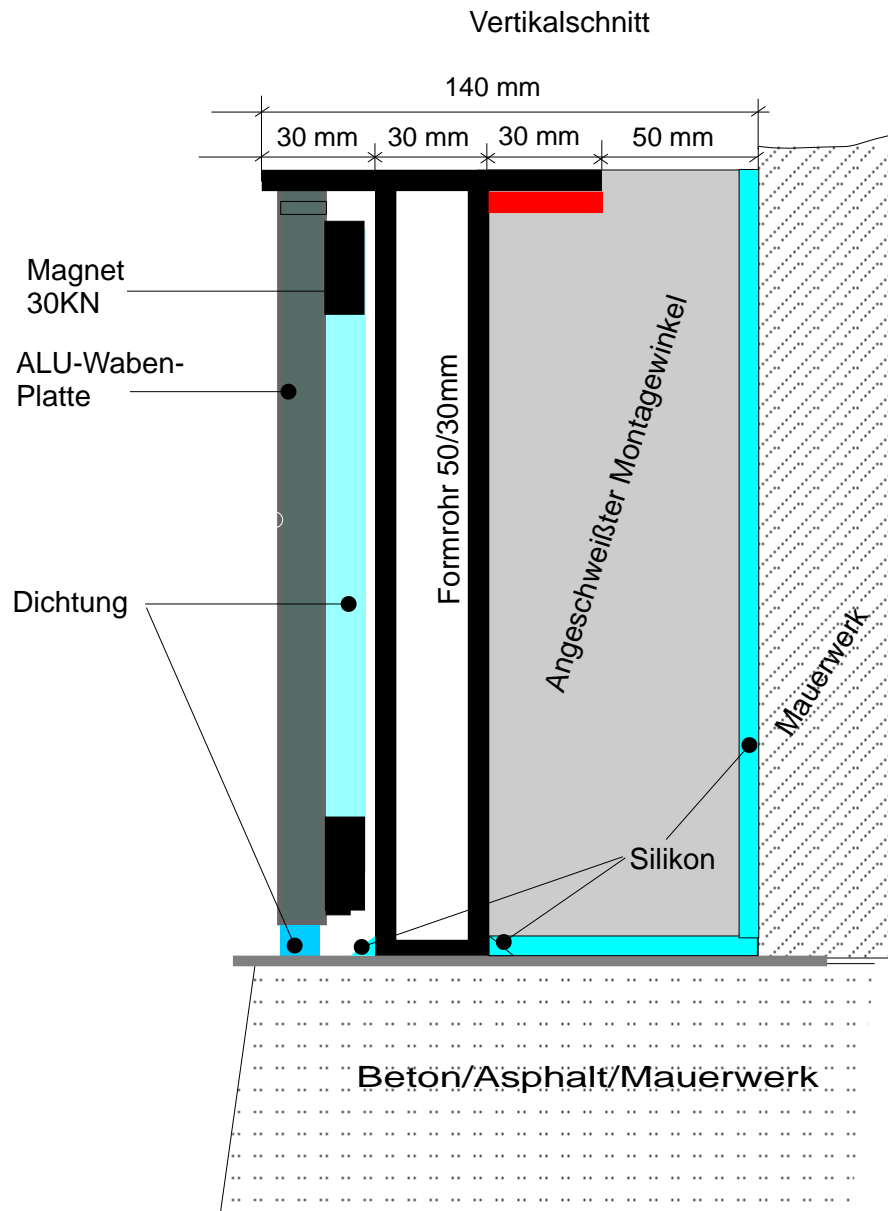 Vertikalschnitt
140 mm
30 mm
30 mm
30 mm
50 mm
Magnet
30KN
ALU-Waben-
Platte
Formrohr 50/30mm
Angeschweißter Montagewinkel
Dichtung
Mauerwerk
Silikon
Beton/Asphalt/Mauerwerk